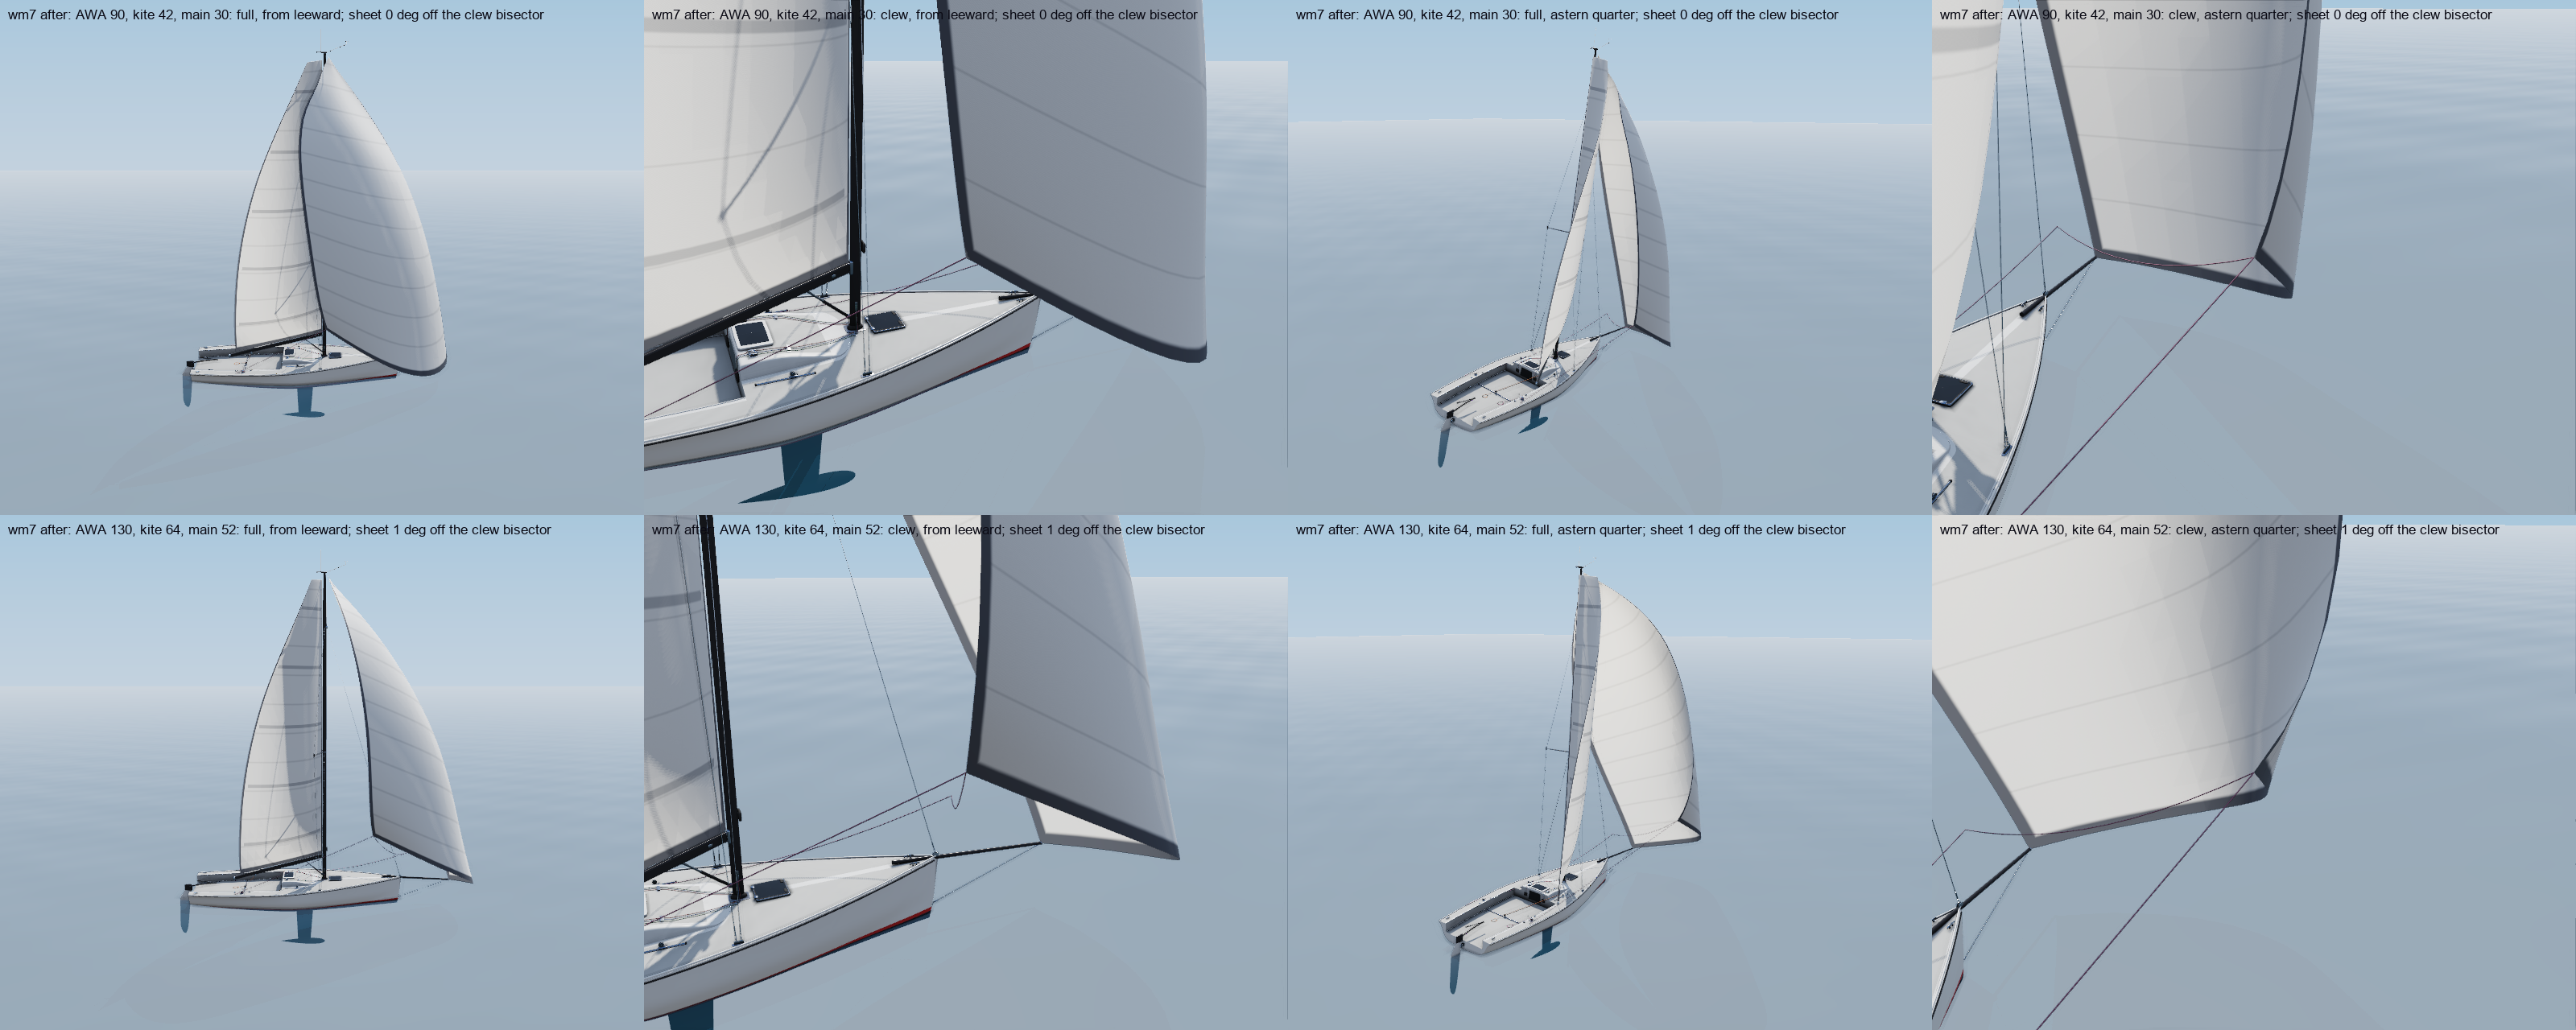 wm7 after: AWA 90, kite 42, main 30: full, from leeward; sheet 0 deg off the clew bisector
wm7 after: AWA 90, kite 42, main 30: clew, from leeward; sheet 0 deg off the clew bisector
wm7 after: AWA 90, kite 42, main 30: full, astern quarter; sheet 0 deg off the clew bisector
wm7 after: AWA 90, kite 42, main 30: clew, astern quarter; sheet 0 deg off the clew bisector
wm7 after: AWA 130, kite 64, main 52: full, from leeward; sheet 1 deg off the clew bisector
wm7 after: AWA 130, kite 64, main 52: clew, from leeward; sheet 1 deg off the clew bisector
wm7 after: AWA 130, kite 64, main 52: full, astern quarter; sheet 1 deg off the clew bisector
wm7 after: AWA 130, kite 64, main 52: clew, astern quarter; sheet 1 deg off the clew bisector